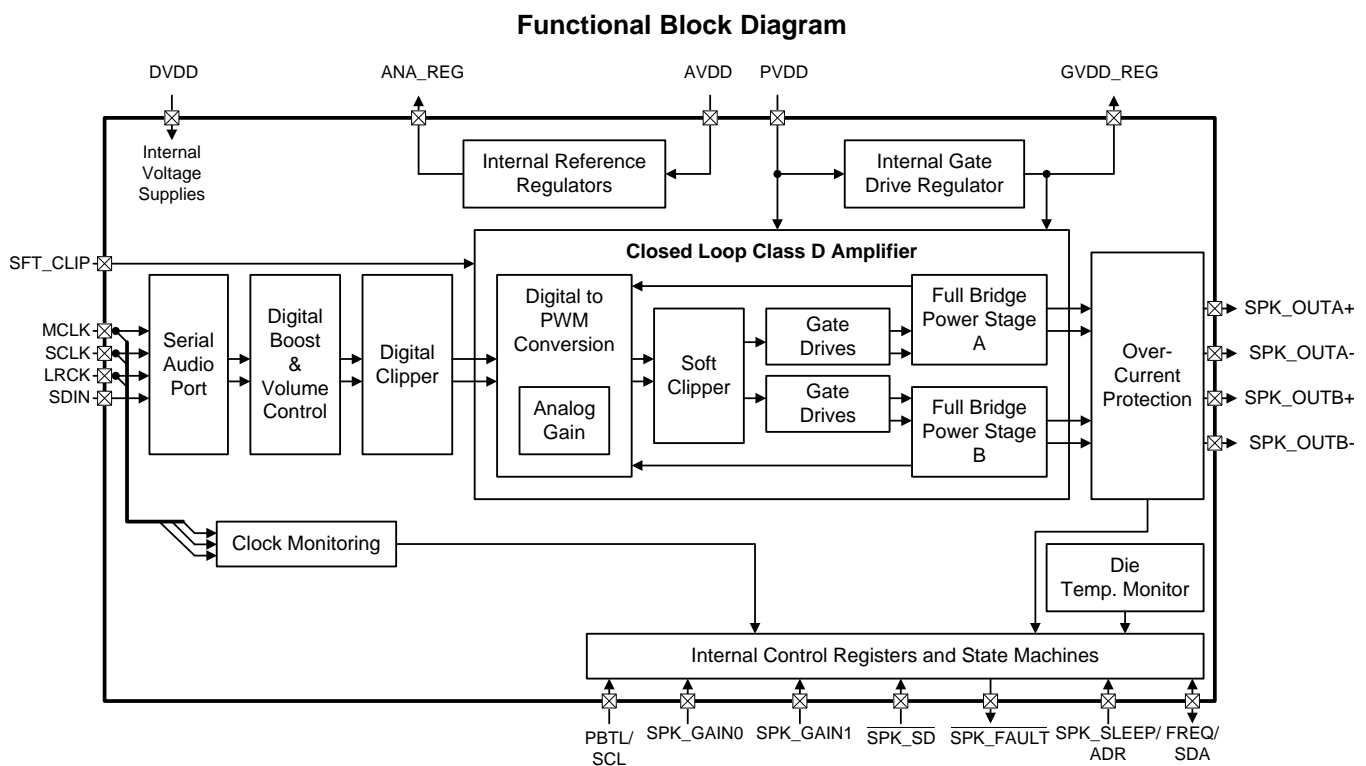 Functional Block Diagram
DVDD
ANA_REG
AVDD
PVDD
GVDD_REG
Internal
Voltage
Supplies
Internal Reference
Regulators
Internal Gate
Drive Regulator
SFT_CLIP
MCLK
SCLK
LRCK
SDIN
Serial
Audio
Port
Digital
Boost
&
Volume
Control
Digital
Clipper
Closed Loop Class D Amplifier
Digital to
PWM
Conversion
Analog
Gain
Soft
Clipper
Gate
Drives
Gate
Drives
Full Bridge
Power Stage
A
Full Bridge
Power Stage
B
Over-
Current
Protection
SPK_OUTA+
SPK_OUTA-
SPK_OUTB+
SPK_OUTB-
Clock Monitoring
Die
Temp. Monitor
Internal Control Registers and State Machines
PBTL/
SCL
SPK_GAIN0
SPK_GAIN1
SPK_SD
SPK_FAULT
SPK_SLEEP/
ADR
FREQ/
SDA